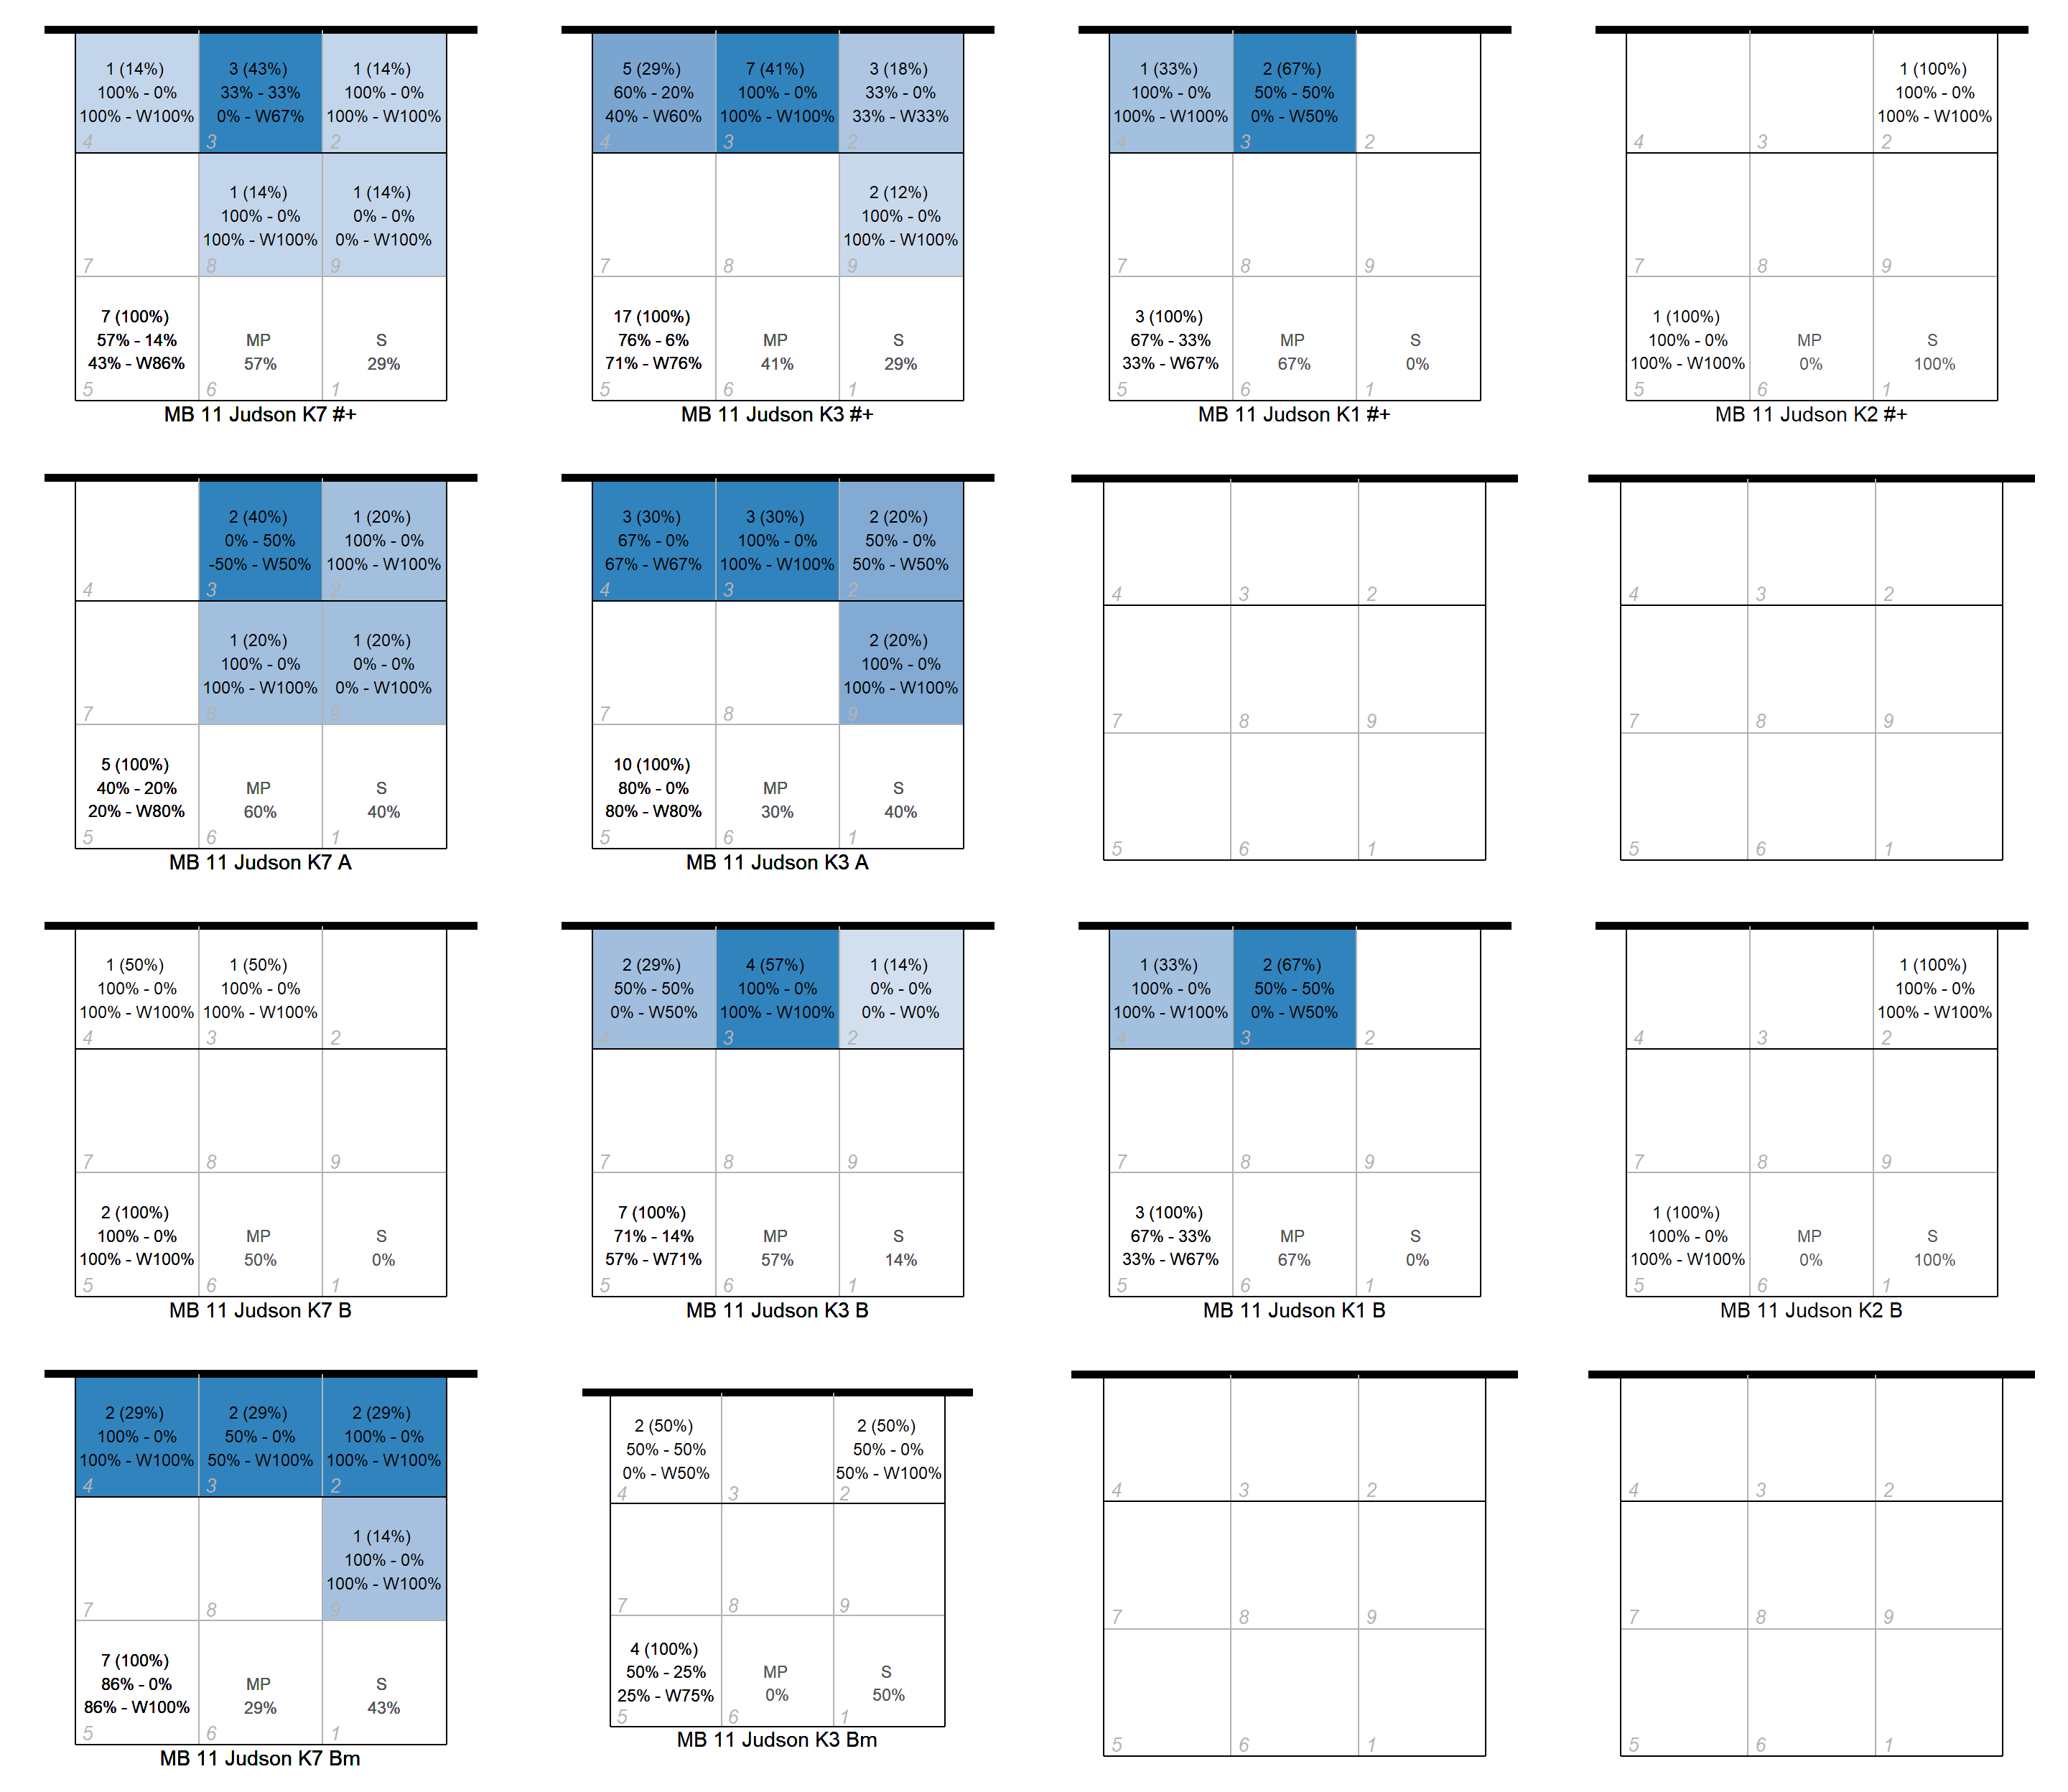 1 (14%)
100% - 0%
100% - W100%
4
3 (43%)
33% - 33%
0% - W67%
3
1 (14%)
100% - 0%
100% - W100%
2
7
1 (14%)
100% - 0%
100% - W100%
8
1 (14%)
0% - 0%
0% - W100%
9
7 (100%)
57% - 14%
43% - W86%
5
MP
57%
6
S
29%
1
MB 11 Judson K7 #+
5 (29%)
60% - 20%
40% - W60%
4
7 (41%)
100% - 0%
100% - W100%
3
3 (18%)
33% - 0%
33% - W33%
2
7
8
2 (12%)
100% - 0%
100% - W100%
9
17 (100%)
76% - 6%
71% - W76%
5
MP
41%
6
S
29%
1
MB 11 Judson K3 #+
1 (33%)
100% - 0%
100% - W100%
4
2 (67%)
50% - 50%
0% - W50%
3
2
7
8
9
3 (100%)
67% - 33%
33% - W67%
5
MP
67%
6
S
0%
1
MB 11 Judson K1 #+
4
3
1 (100%)
100% - 0%
100% - W100%
2
7
8
9
1 (100%)
100% - 0%
100% - W100%
5
MP
0%
6
S
100%
1
MB 11 Judson K2 #+
4
2 (40%)
0% - 50%
-50% - W50%
3
1 (20%)
100% - 0%
100% - W100%
2
7
1 (20%)
100% - 0%
100% - W100%
8
1 (20%)
0% - 0%
0% - W100%
9
5 (100%)
40% - 20%
20% - W80%
5
MP
60%
6
S
40%
1
MB 11 Judson K7 A
3 (30%)
67% - 0%
67% - W67%
4
3 (30%)
100% - 0%
100% - W100%
3
2 (20%)
50% - 0%
50% - W50%
2
7
8
2 (20%)
100% - 0%
100% - W100%
9
10 (100%)
80% - 0%
80% - W80%
5
MP
30%
6
S
40%
1
MB 11 Judson K3 A
4
3
2
7
8
9
5
6
1
4
3
2
7
8
9
5
6
1
1 (50%)
100% - 0%
100% - W100%
4
1 (50%)
100% - 0%
100% - W100%
3
2
7
8
9
2 (100%)
100% - 0%
100% - W100%
5
MP
50%
6
S
0%
1
MB 11 Judson K7 B
2 (29%)
50% - 50%
0% - W50%
4
4 (57%)
100% - 0%
100% - W100%
3
1 (14%)
0% - 0%
0% - W0%
2
7
8
9
7 (100%)
71% - 14%
57% - W71%
5
MP
57%
6
S
14%
1
MB 11 Judson K3 B
1 (33%)
100% - 0%
100% - W100%
4
2 (67%)
50% - 50%
0% - W50%
3
2
7
8
9
3 (100%)
67% - 33%
33% - W67%
5
MP
67%
6
S
0%
1
MB 11 Judson K1 B
4
3
1 (100%)
100% - 0%
100% - W100%
2
7
8
9
1 (100%)
100% - 0%
100% - W100%
5
MP
0%
6
S
100%
1
MB 11 Judson K2 B
2 (29%)
100% - 0%
100% - W100%
4
2 (29%)
50% - 0%
50% - W100%
3
2 (29%)
100% - 0%
100% - W100%
2
7
8
1 (14%)
100% - 0%
100% - W100%
9
7 (100%)
86% - 0%
86% - W100%
5
MP
29%
6
S
43%
1
MB 11 Judson K7 Bm
2 (50%)
50% - 50%
0% - W50%
4
3
2 (50%)
50% - 0%
50% - W100%
2
7
8
9
4 (100%)
50% - 25%
25% - W75%
5
MP
0%
6
S
50%
1
MB 11 Judson K3 Bm
4
3
2
7
8
9
5
6
1
4
3
2
7
8
9
5
6
1